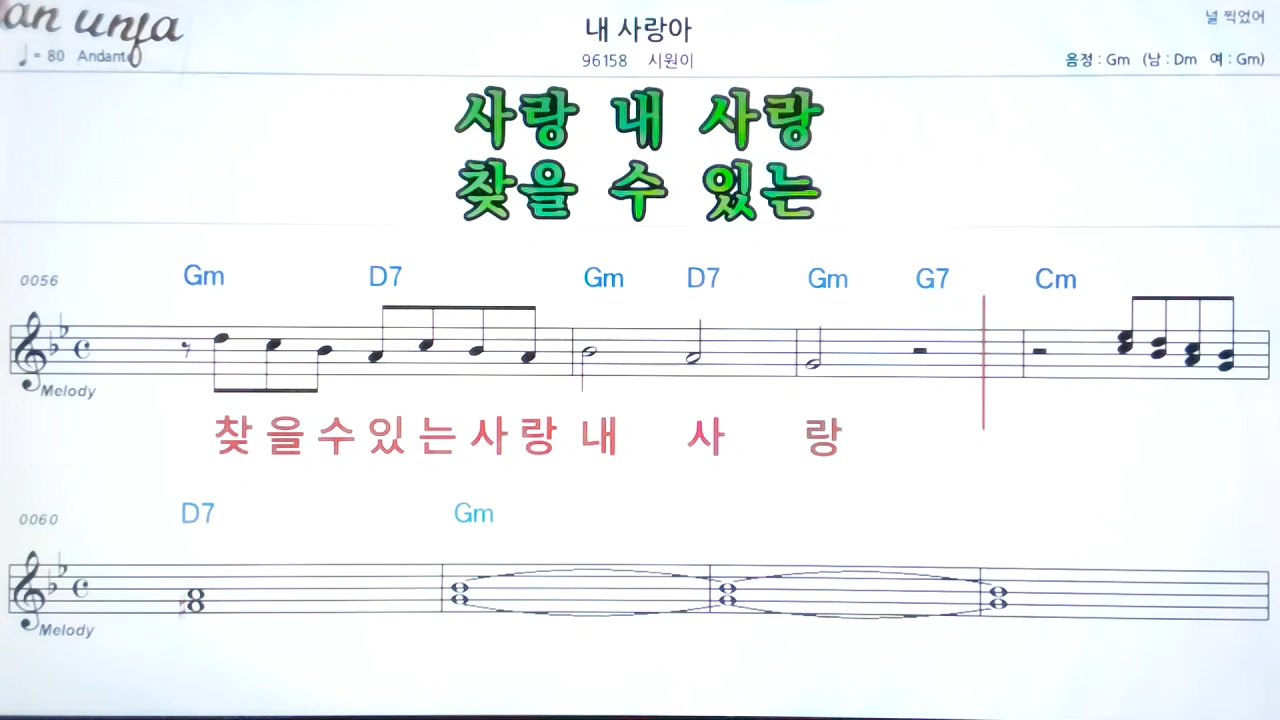 an unfa
내 사랑아
널 찍었어
♩= 80 Andante
96158 시원이
음정 : Gm (남 : Dm 여 : Gm)
사랑 내 사랑
찾을 수 있는
0056 Gm D7 Gm D7 Gm G7 Cm
Melody
찾 을 수 있 는 사 랑 내 사 랑
0060 D7 Gm
Melody